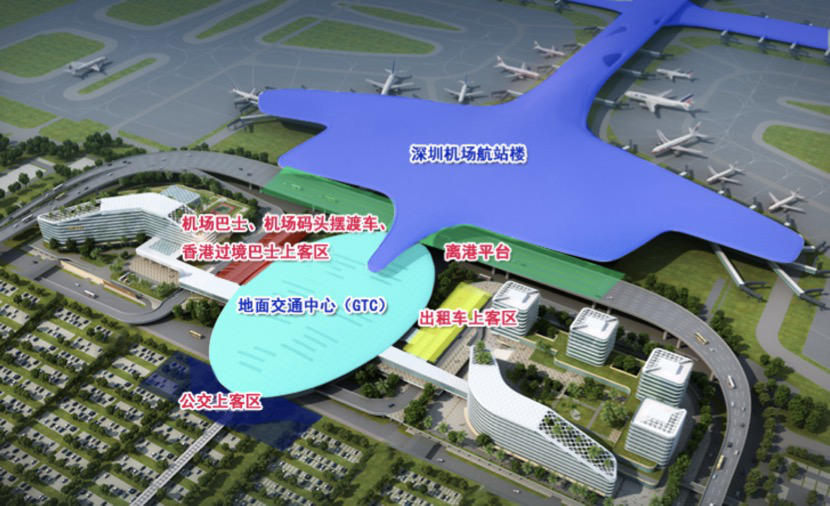 深圳机场航站楼
机场巴士、机场码头摆渡车、
香港过境巴士上客区
离港平台
地面交通中心（GTC）
出租车上客区
公交上客区